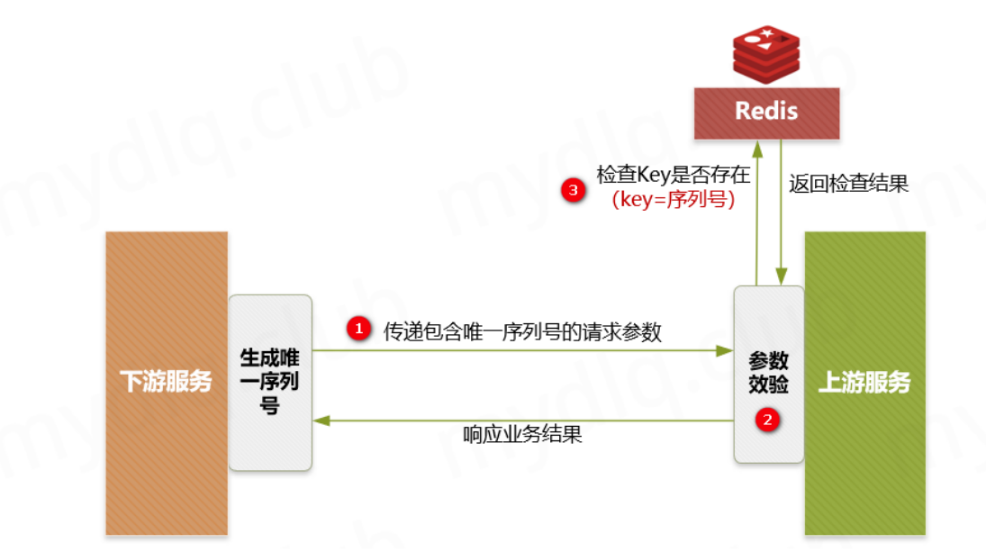 mydlq.club
mydlq.club
Redis
检查Key是否存在
3
(key=序列号)
返回检查结果
1
传递包含唯一序列号的请求参数
生成唯
一序列
号
下游服务
参数
效验
上游服务
2
响应业务结果
mydlq.club
mydlq.club